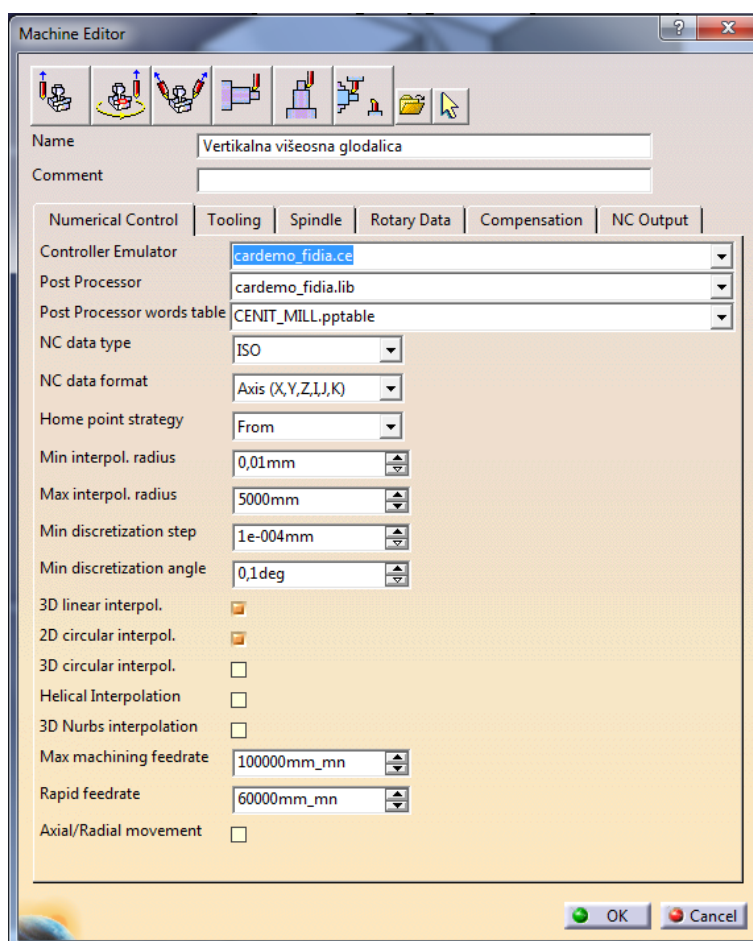 Machine Editor
Name Vertikalna višeosna glodalica
Comment
Numerical Control Tooling Spindle Rotary Data Compensation NC Output
Controller Emulator cardemo_fidia.ce
Post Processor cardemo_fidia.lib
Post Processor words table CENIT_MILL.pptable
NC data type ISO
NC data format Axis (X,Y,Z,I,J,K)
Home point strategy From
Min interpol. radius 0,01mm
Max interpol. radius 5000mm
Min discretization step 1e-004mm
Min discretization angle 0,1deg
3D linear interpol.
2D circular interpol.
3D circular interpol.
Helical Interpolation
3D Nurbs interpolation
Max machining feedrate 100000mm_mn
Rapid feedrate 60000mm_mn
Axial/Radial movement
OK Cancel